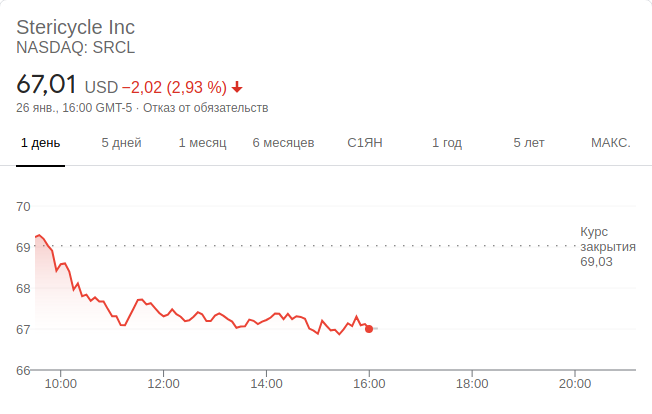 Stericycle Inc
NASDAQ: SRCL
67,01 USD −2,02 (2,93 %)
26 янв., 16:00 GMT-5 · Отказ от обязательств
1 день 5 дней 1 месяц 6 месяцев С1ЯН 1 год 5 лет МАКС.
70
69
68
67
66
Курс
закрытия
69,03
10:00 12:00 14:00 16:00 18:00 20:00